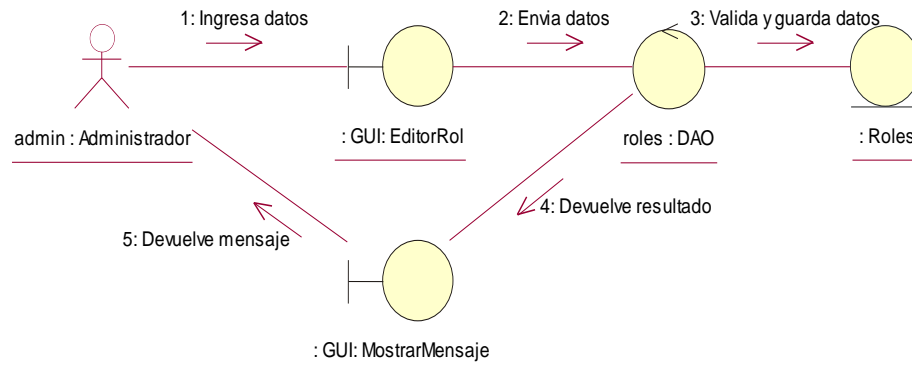 1: Ingresa datos
2: Envia datos
3: Valida y guarda datos
admin : Administrador
: GUI: EditorRol
roles : DAO
: Roles
4: Devuelve resultado
5: Devuelve mensaje
: GUI: MostrarMensaje